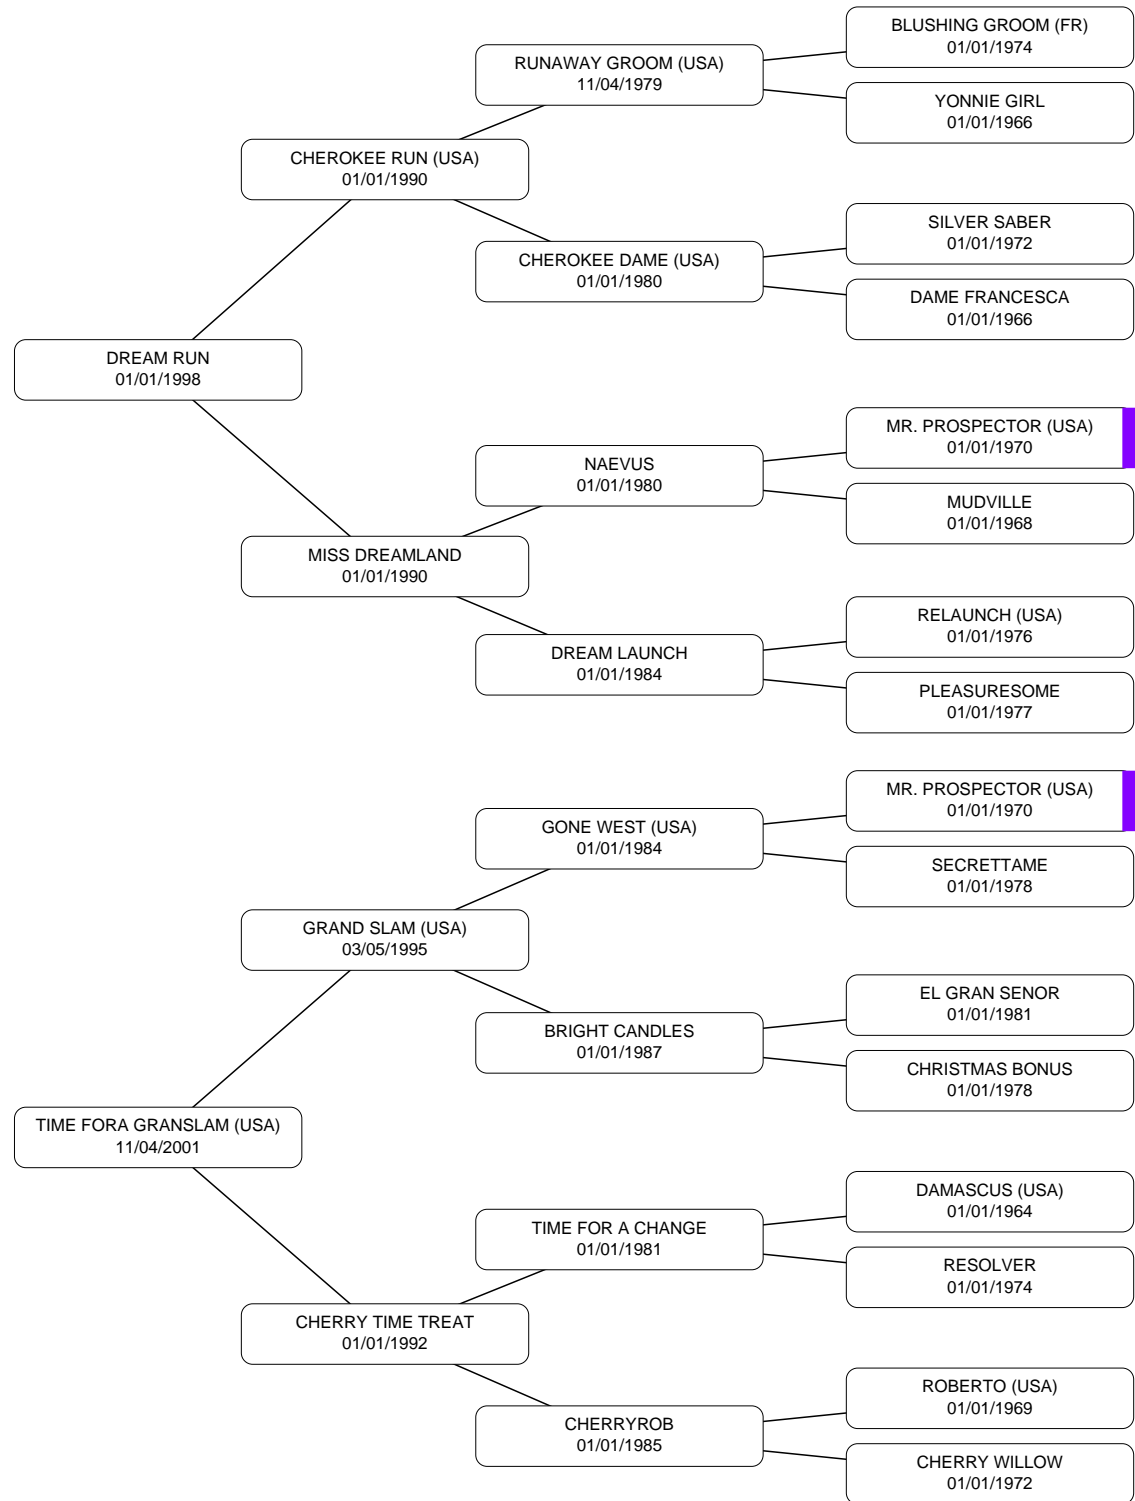 BLUSHING GROOM (FR)
01/01/1974
RUNAWAY GROOM (USA)
11/04/1979
YONNIE GIRL
01/01/1966
CHEROKEE RUN (USA)
01/01/1990
SILVER SABER
01/01/1972
CHEROKEE DAME (USA)
01/01/1980
DAME FRANCESCA
01/01/1966
DREAM RUN
01/01/1998
MR. PROSPECTOR (USA)
01/01/1970
NAEVUS
01/01/1980
MUDVILLE
01/01/1968
MISS DREAMLAND
01/01/1990
RELAUNCH (USA)
01/01/1976
DREAM LAUNCH
01/01/1984
PLEASURESOME
01/01/1977
MR. PROSPECTOR (USA)
01/01/1970
GONE WEST (USA)
01/01/1984
SECRETTAME
01/01/1978
GRAND SLAM (USA)
03/05/1995
EL GRAN SENOR
01/01/1981
BRIGHT CANDLES
01/01/1987
CHRISTMAS BONUS
01/01/1978
TIME FORA GRANSLAM (USA)
11/04/2001
DAMASCUS (USA)
01/01/1964
TIME FOR A CHANGE
01/01/1981
RESOLVER
01/01/1974
CHERRY TIME TREAT
01/01/1992
ROBERTO (USA)
01/01/1969
CHERRYROB
01/01/1985
CHERRY WILLOW
01/01/1972